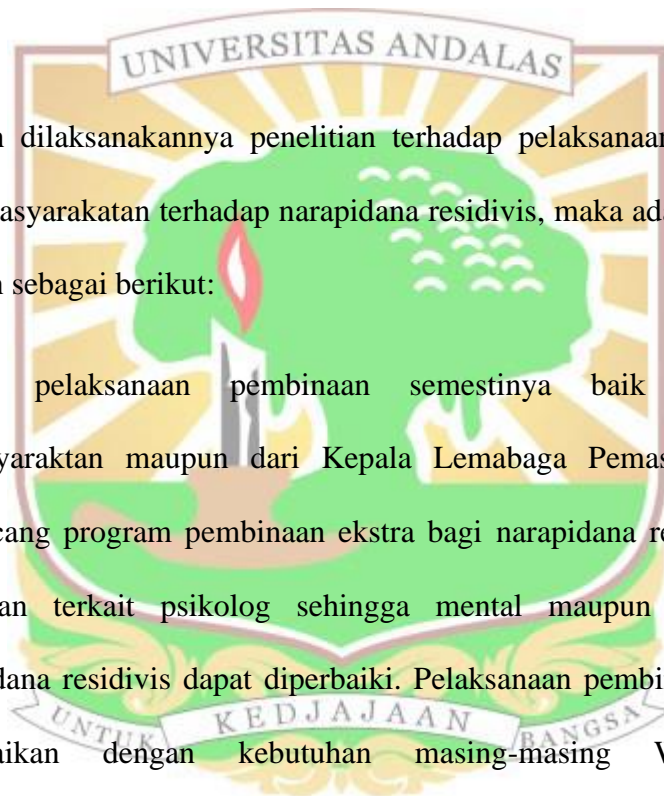 UNIVERSITAS ANDALAS
dilaksanakannya penelitian terhadap pelaksanaan
asyarakatan terhadap narapidana residivis, maka ad
sebagai berikut:
pelaksanaan pembinaan semestinya baik
yaraktan maupun dari Kepala Lemabaga Pemas
cang program pembinaan ekstra bagi narapidana re
an terkait psikolog sehingga mental maupun
dana residivis dapat diperbaiki. Pelaksanaan pembi
aikan dengan kebutuhan masing-masing
UNTUK KEDJAJAAN BANGSA